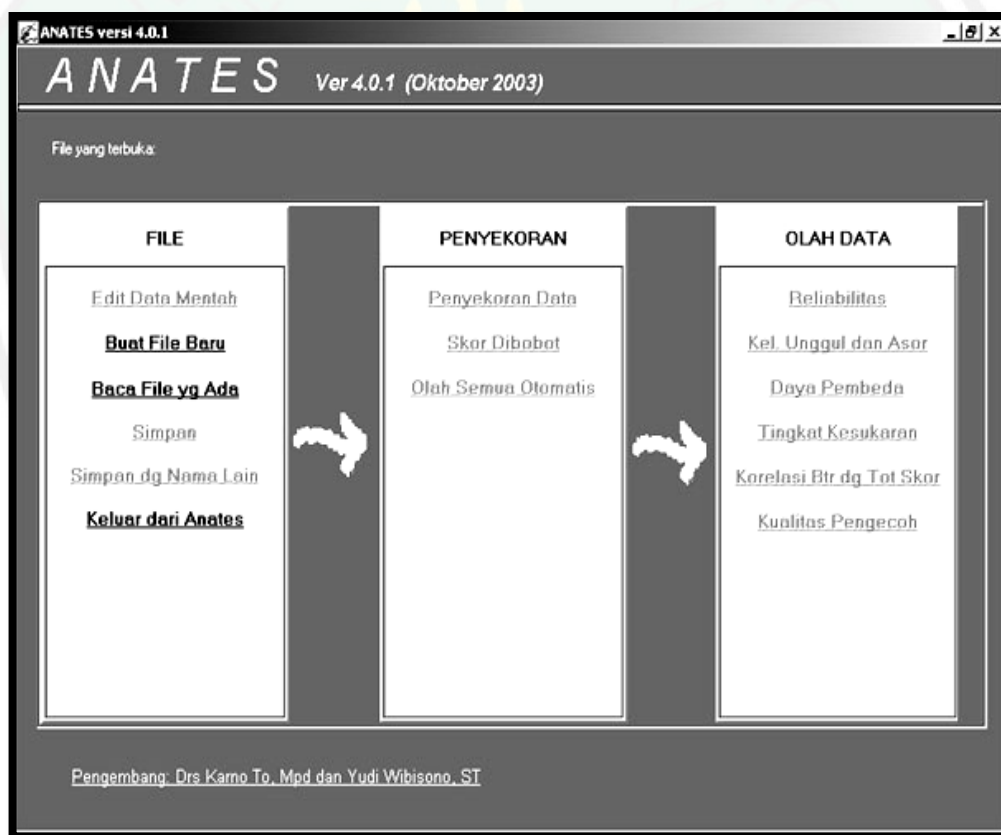 ANATES versi 4.0.1
ANATES Ver 4.0.1 (Oktober 2003)
File yang terbuka:
FILE
Edit Data Mentah
Buat File Baru
Baca File yg Ada
Simpan
Simpan dg Nama Lain
Keluar dari Anates
PENYEKORAN
Penyekoran Data
Skor Dibobot
Olah Semua Otomatis
OLAH DATA
Reliabilitas
Kel. Unggul dan Asor
Daya Pembeda
Tingkat Kesukaran
Korelasi Btr dg Tot Skor
Kualitas Pengecoh
Pengembang: Drs Karno To, Mpd dan Yudi Wibisono, ST